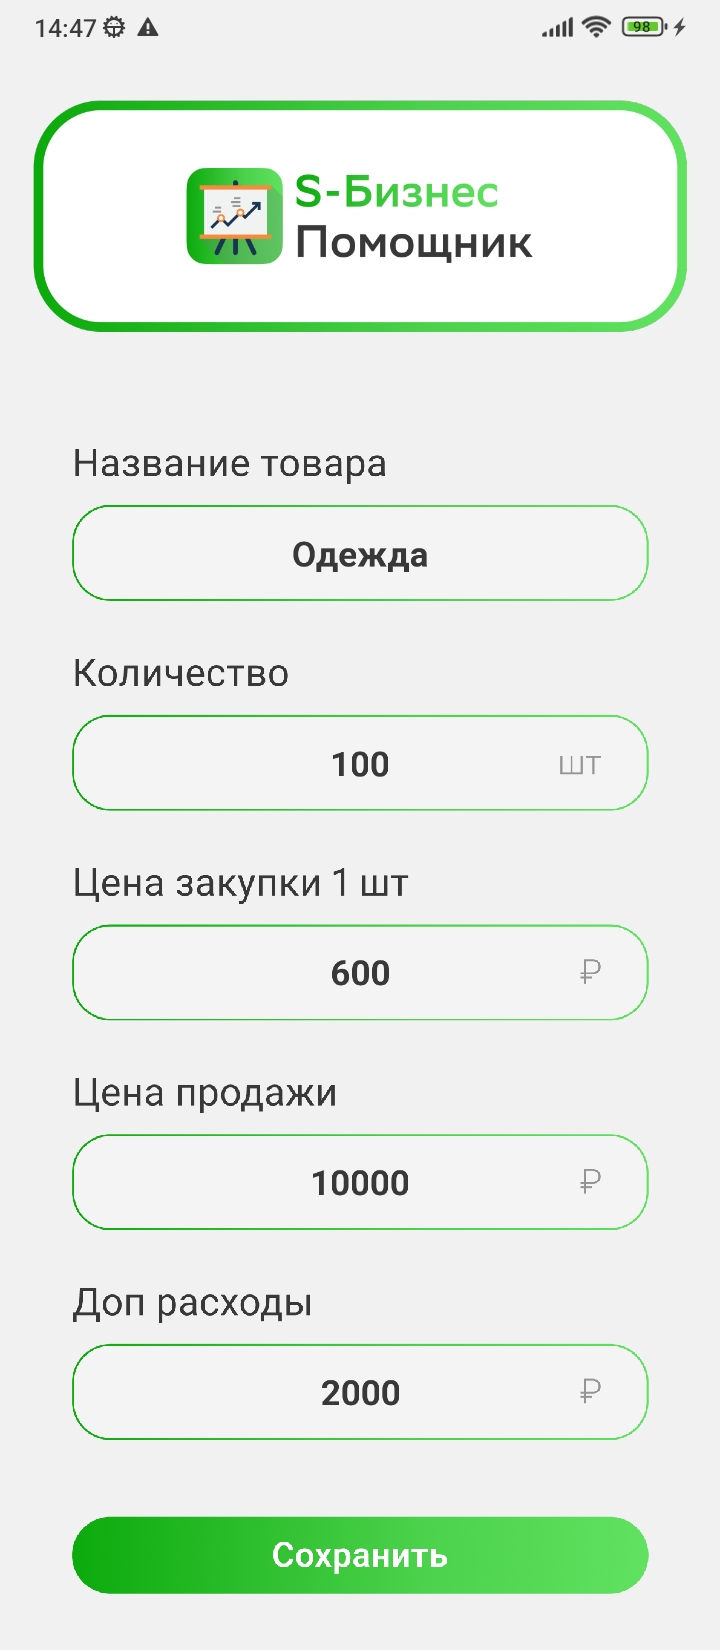 14:47
98
S-Бизнес
Помощник
Название товара
Одежда
Количество
100 шт
Цена закупки 1 шт
600 ₽
Цена продажи
10000 ₽
Доп расходы
2000 ₽
Сохранить